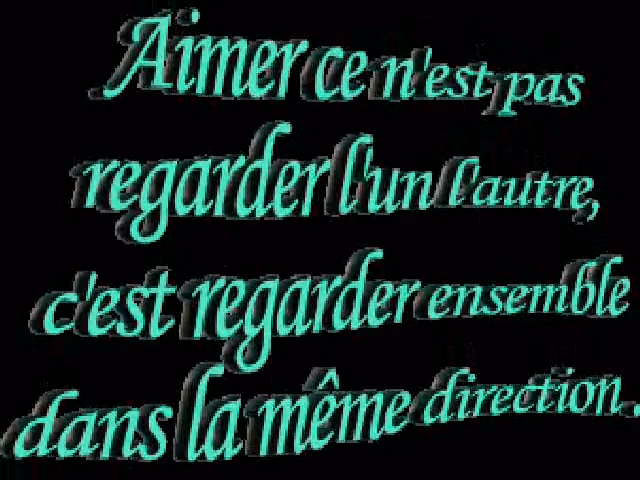 Aimer ce n'est pas
regarder l'un l'autre,
c'est regarder ensemble
dans la même direction.